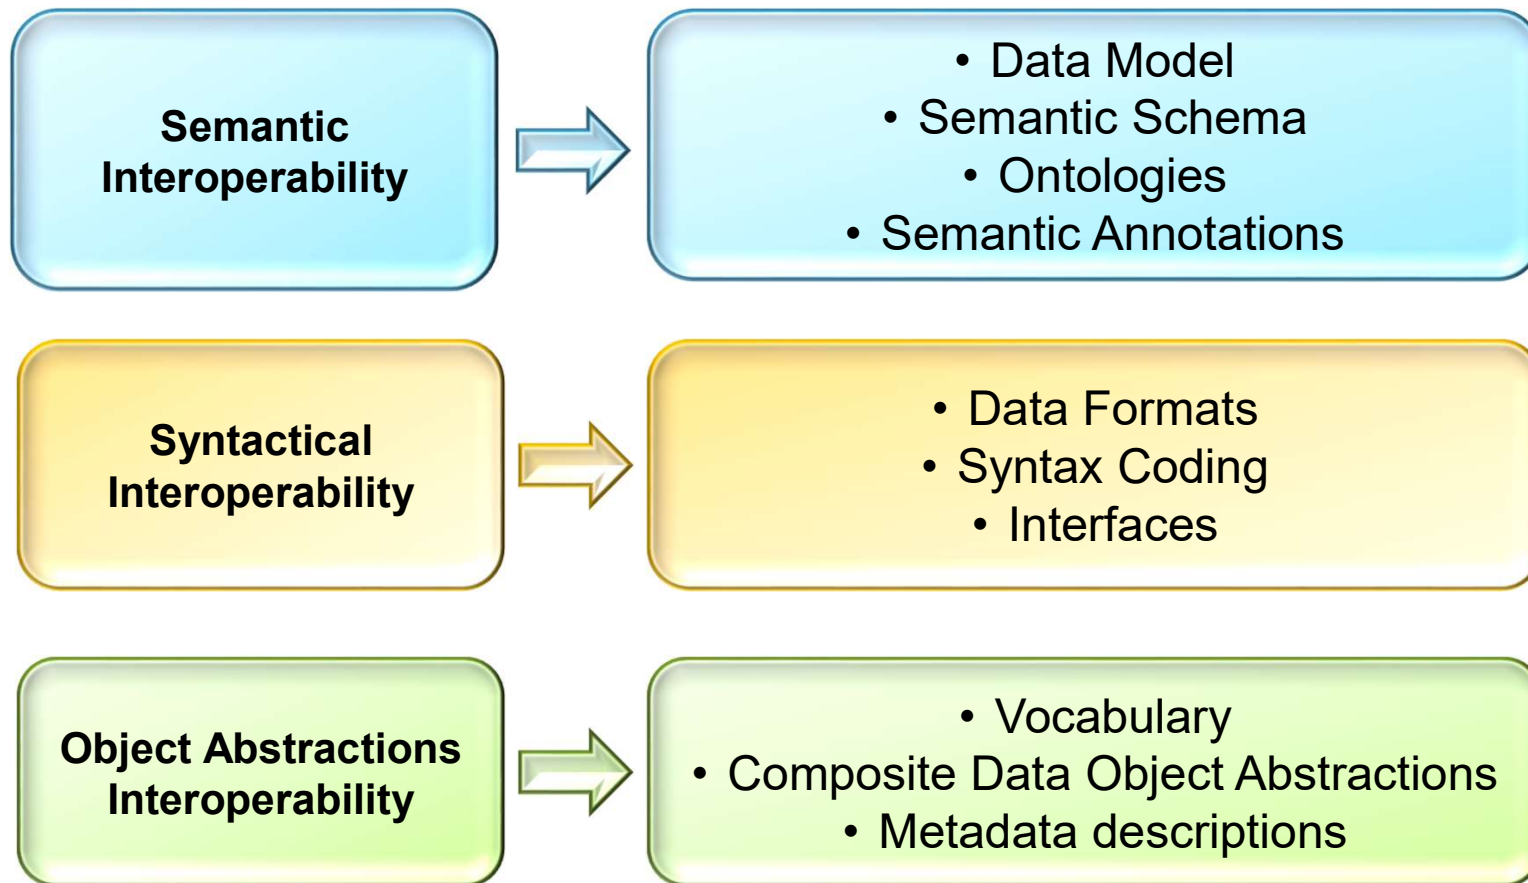 Semantic
Interoperability
• Data Model
• Semantic Schema
• Ontologies
• Semantic Annotations
Syntactical
Interoperability
• Data Formats
• Syntax Coding
• Interfaces
Object Abstractions
Interoperability
• Vocabulary
• Composite Data Object Abstractions
• Metadata descriptions